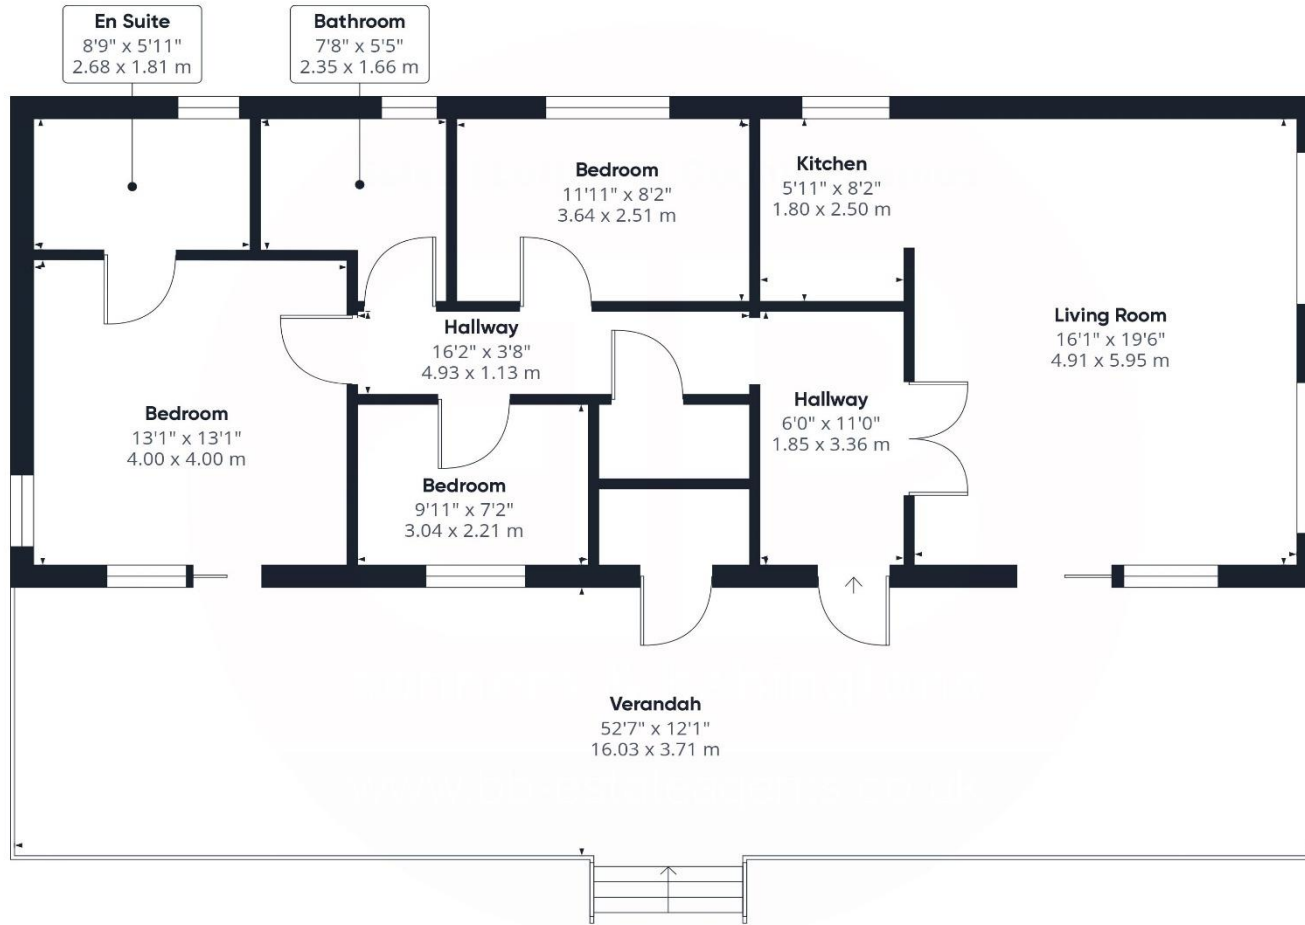 En Suite
8'9" x 5'11"
2.68 x 1.81 m
Bathroom
7'8" x 5'5"
2.35 x 1.66 m
Bedroom
11'11" x 8'2"
3.64 x 2.51 m
Kitchen
5'11" x 8'2"
1.80 x 2.50 m
Living Room
16'1" x 19'6"
4.91 x 5.95 m
Hallway
16'2" x 3'8"
4.93 x 1.13 m
Hallway
6'0" x 11'0"
1.85 x 3.36 m
Bedroom
13'1" x 13'1"
4.00 x 4.00 m
Bedroom
9'11" x 7'2"
3.04 x 2.21 m
Verandah
52'7" x 12'1"
16.03 x 3.71 m